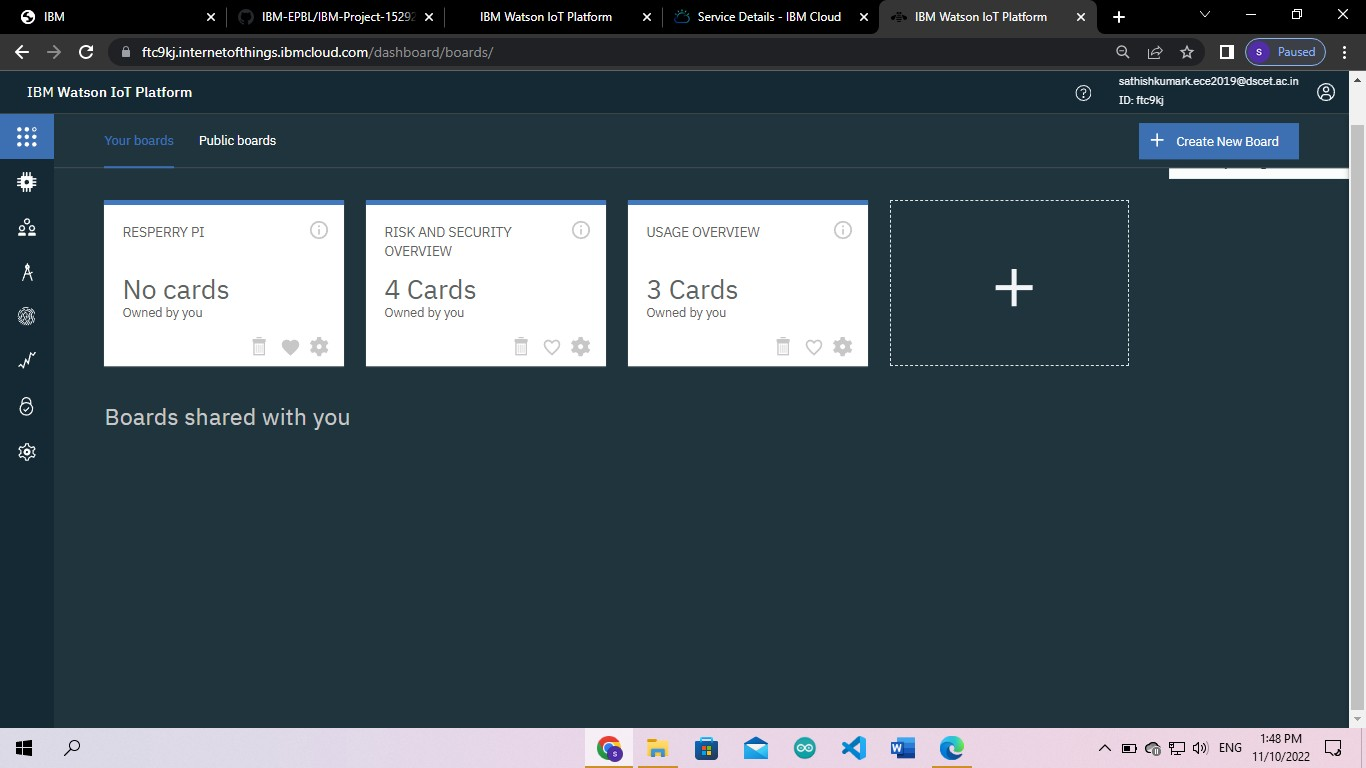 IBM
IBM-EPBL/IBM-Project-15292
IBM Watson IoT Platform
Service Details - IBM Cloud
IBM Watson IoT Platform
ftc9kj.internetofthings.ibmcloud.com/dashboard/boards/
S
Paused
IBM Watson IoT Platform
sathishkumark.ece2019@dscet.ac.in
ID: ftc9kj
Your boards
Public boards
Create New Board
RESPERRY PI
No cards
Owned by you
RISK AND SECURITY
OVERVIEW
4 Cards
Owned by you
USAGE OVERVIEW
3 Cards
Owned by you
Boards shared with you
ENG
1:48 PM
11/10/2022